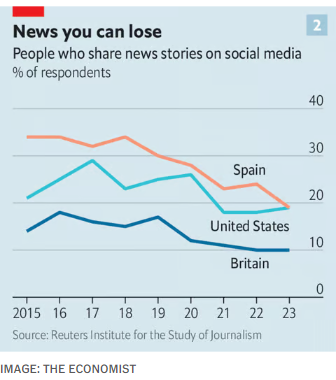 News you can lose
2
People who share news stories on social media
% of respondents
40
30
Spain
20
United States
10
Britain
0
2015 16 17 18 19 20 21 22 23
Source: Reuters Institute for the Study of Journalism
IMAGE: THE ECONOMIST